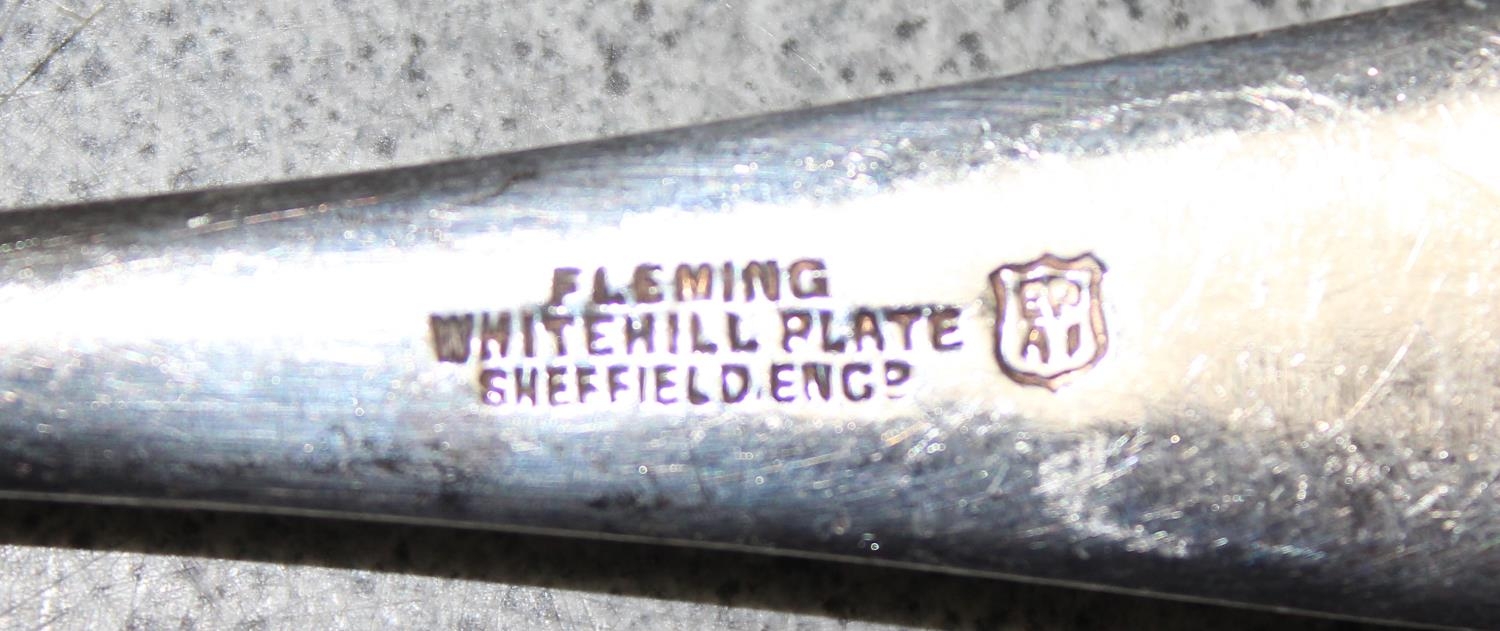 FLEMING
WHITEHILL PLATE
SHEFFIELD.ENGD
EP
A1